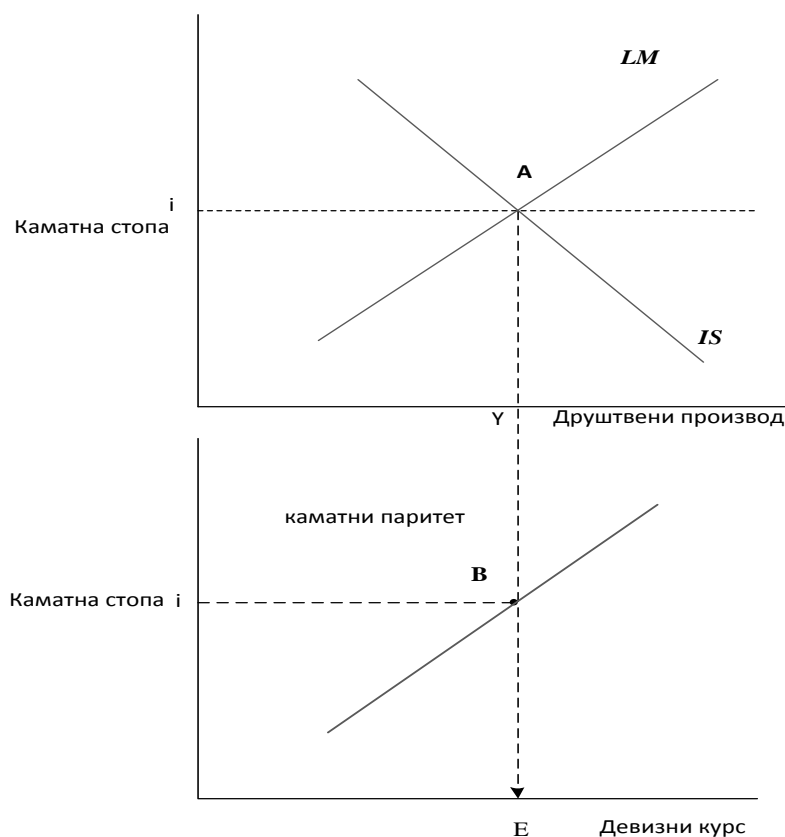 LM
A
i
Каматна стопа
IS
Y
Друштвени производ
каматни паритет
B
Каматна стопа i
E
Девизни курс